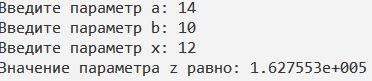 Введите параметр a: 14
Введите параметр b: 10
Введите параметр x: 12
Значение параметра z равно: 1.627553e+005